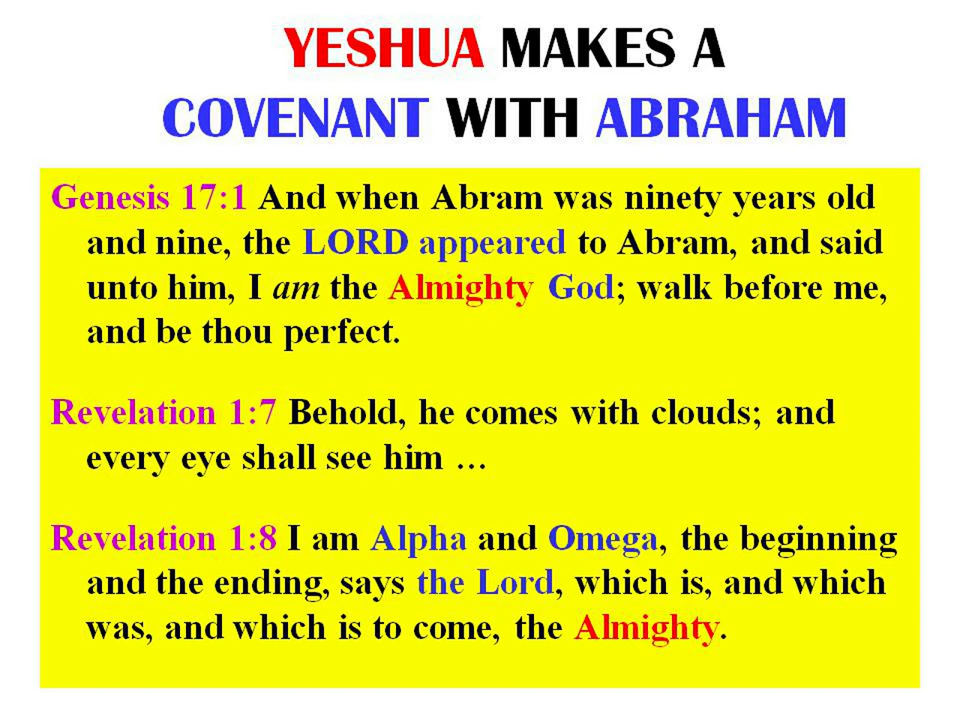 YESHUA MAKES A
COVENANT WITH ABRAHAM
Genesis 17:1 And when Abram was ninety years old
and nine, the LORD appeared to Abram, and said
unto him, I am the Almighty God; walk before me,
and be thou perfect.
Revelation 1:7 Behold, he comes with clouds; and
every eye shall see him ...
Revelation 1:8 I am Alpha and Omega, the beginning
and the ending, says the Lord, which is, and which
was, and which is to come, the Almighty.